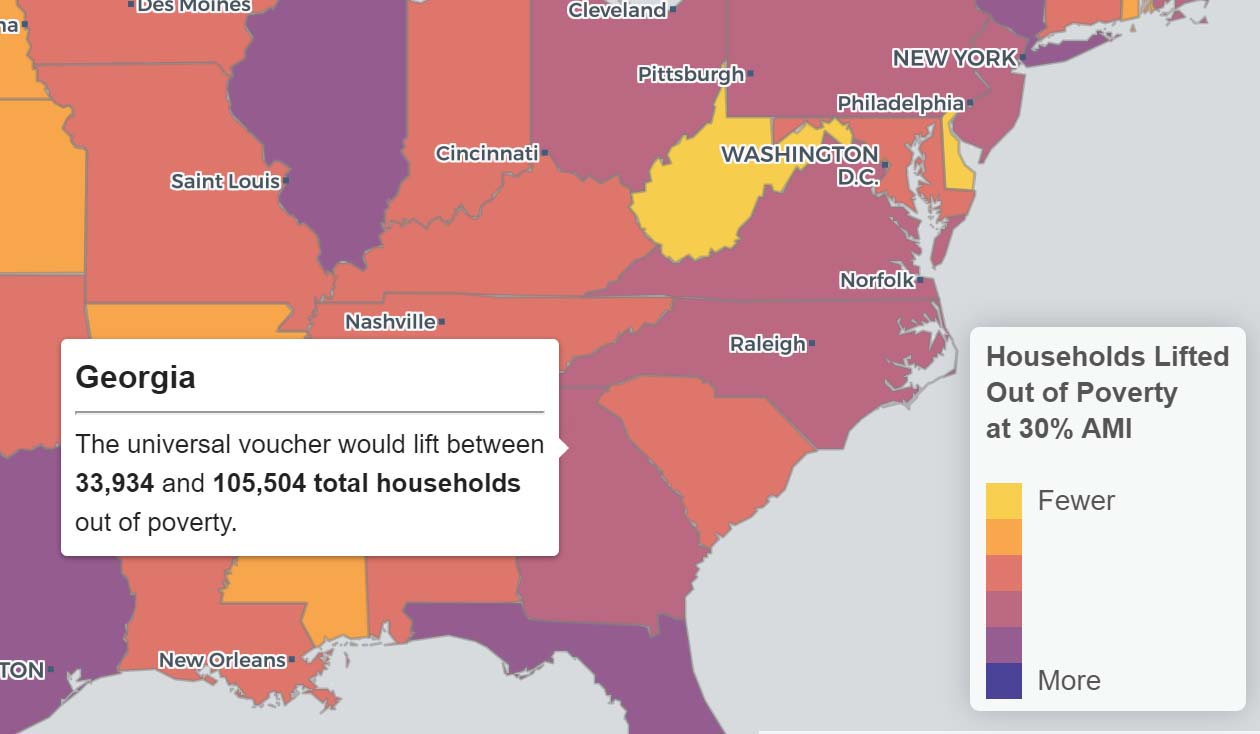 Des Moines
na
Cleveland
NEW YORK
Pittsburgh
Philadelphia
Cincinnati
WASHINGTON
D.C.
Saint Louis
Norfolk
Nashville
Raleigh
Georgia
The universal voucher would lift between
33,934 and 105,504 total households
out of poverty.
Households Lifted
Out of Poverty
at 30% AMI
Fewer
More
New Orleans
TON